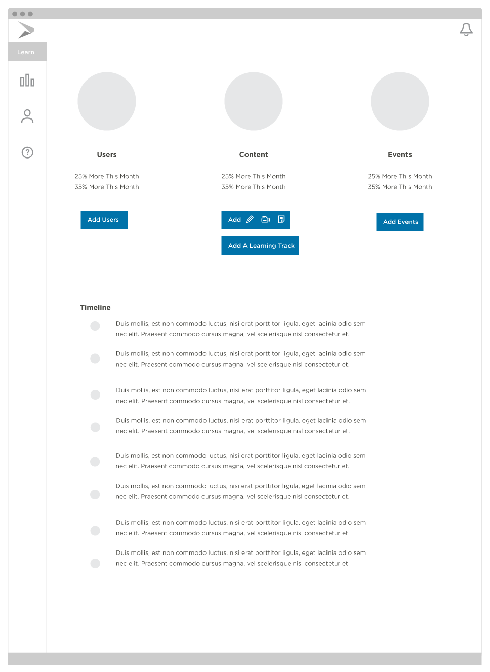 Learn
Users
Content
Events
25% More This Month
35% More This Month
25% More This Month
35% More This Month
25% More This Month
35% More This Month
Add Users
Add
Add Events
Add A Learning Track
Timeline
Duis mollis, est non commodo luctus, nisi erat porttitor ligula, eget lacinia odio sem
nec elit. Praesent commodo cursus magna, vel scelerisque nisl consectetur et.
Duis mollis, est non commodo luctus, nisi erat porttitor ligula, eget lacinia odio sem
nec elit. Praesent commodo cursus magna, vel scelerisque nisl consectetur et.
Duis mollis, est non commodo luctus, nisi erat porttitor ligula, eget lacinia odio sem
nec elit. Praesent commodo cursus magna, vel scelerisque nisl consectetur et.
Duis mollis, est non commodo luctus, nisi erat porttitor ligula, eget lacinia odio sem
nec elit. Praesent commodo cursus magna, vel scelerisque nisl consectetur et.
Duis mollis, est non commodo luctus, nisi erat porttitor ligula, eget lacinia odio sem
nec elit. Praesent commodo cursus magna, vel scelerisque nisl consectetur et.
Duis mollis, est non commodo luctus, nisi erat porttitor ligula, eget lacinia odio sem
nec elit. Praesent commodo cursus magna, vel scelerisque nisl consectetur et.
Duis mollis, est non commodo luctus, nisi erat porttitor ligula, eget lacinia odio sem
nec elit. Praesent commodo cursus magna, vel scelerisque nisl consectetur et.
Duis mollis, est non commodo luctus, nisi erat porttitor ligula, eget lacinia odio sem
nec elit. Praesent commodo cursus magna, vel scelerisque nisl consectetur et.